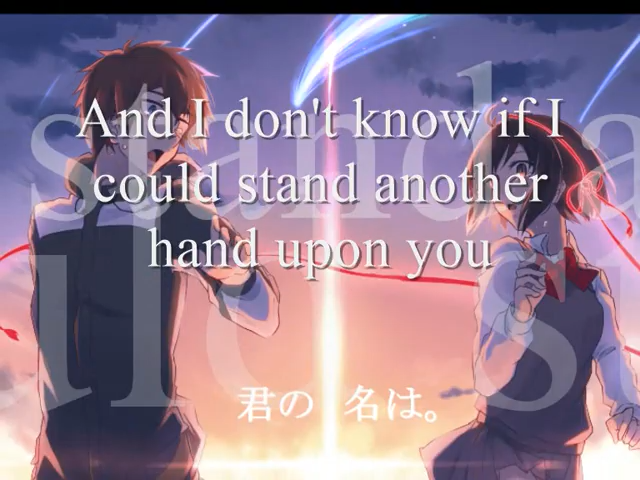 And I don't know if I
could stand another
hand upon you
君の 名は。